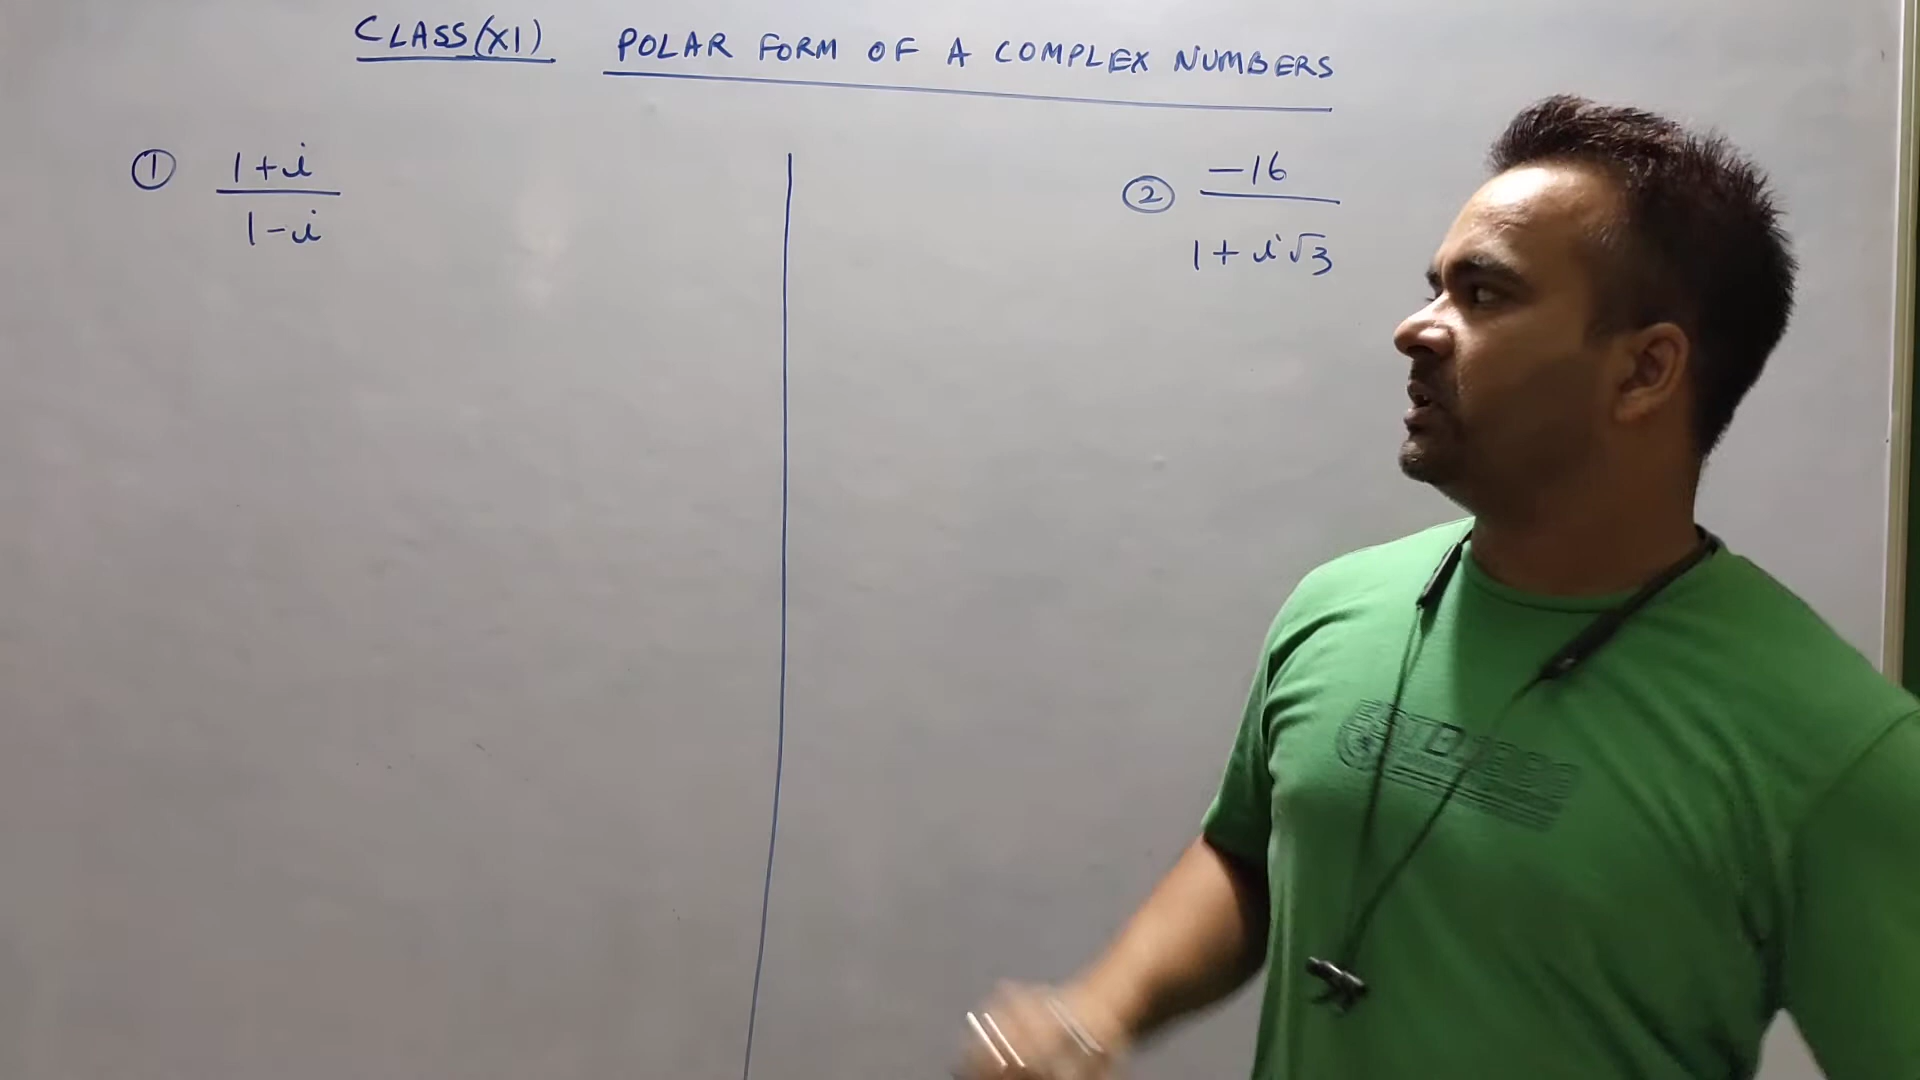 CLASS(XI) POLAR FORM OF A COMPLEX NUMBERS
① 1+i
1-i
② -16
1+i√3